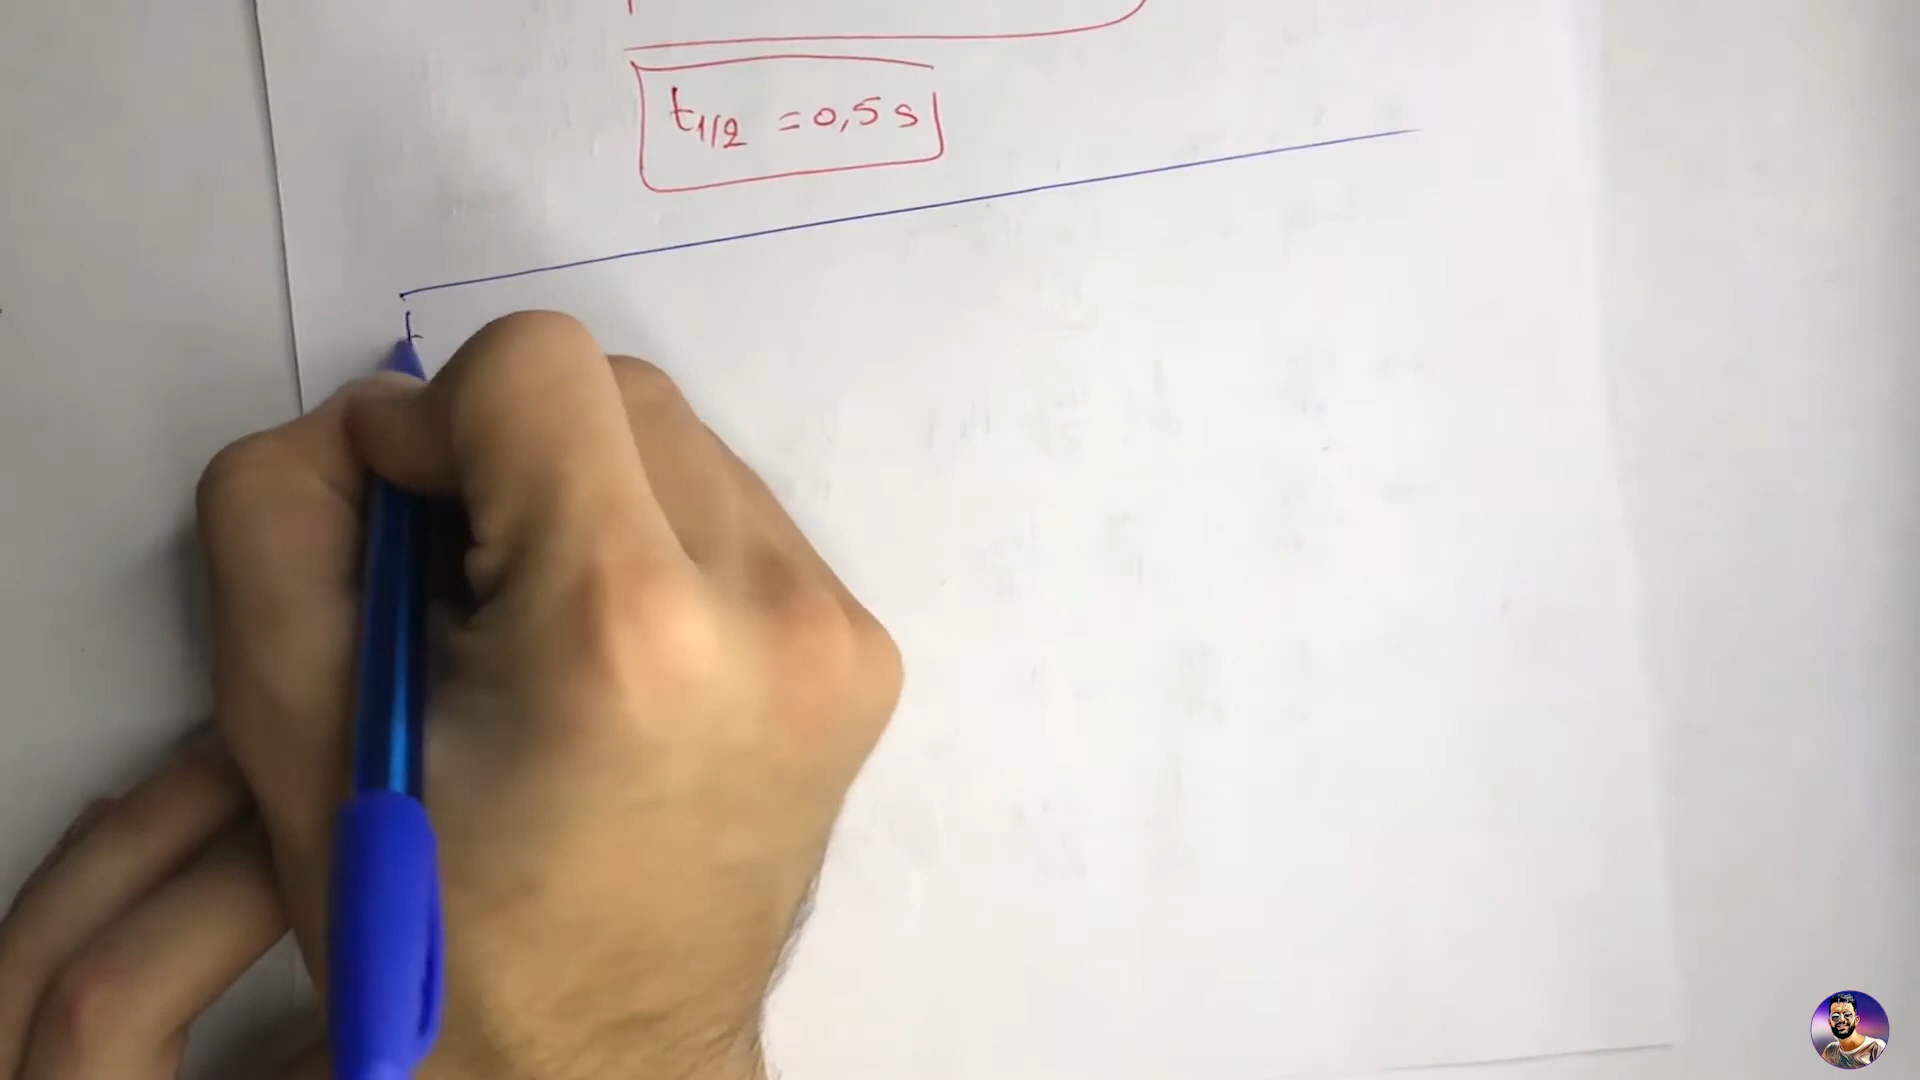 t1/2 = 0,5 s